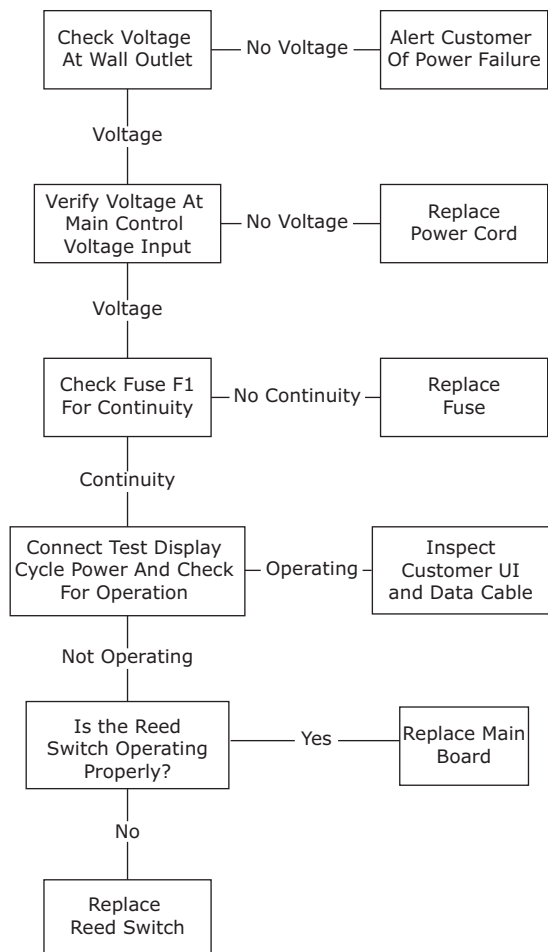 Check Voltage
At Wall Outlet
No Voltage
Alert Customer
Of Power Failure
Voltage
Verify Voltage At
Main Control
Voltage Input
No Voltage
Replace
Power Cord
Voltage
Check Fuse F1
For Continuity
No Continuity
Replace
Fuse
Continuity
Connect Test Display
Cycle Power And Check
For Operation
Operating
Inspect
Customer UI
and Data Cable
Not Operating
Is the Reed
Switch Operating
Properly?
Yes
Replace Main
Board
No
Replace
Reed Switch